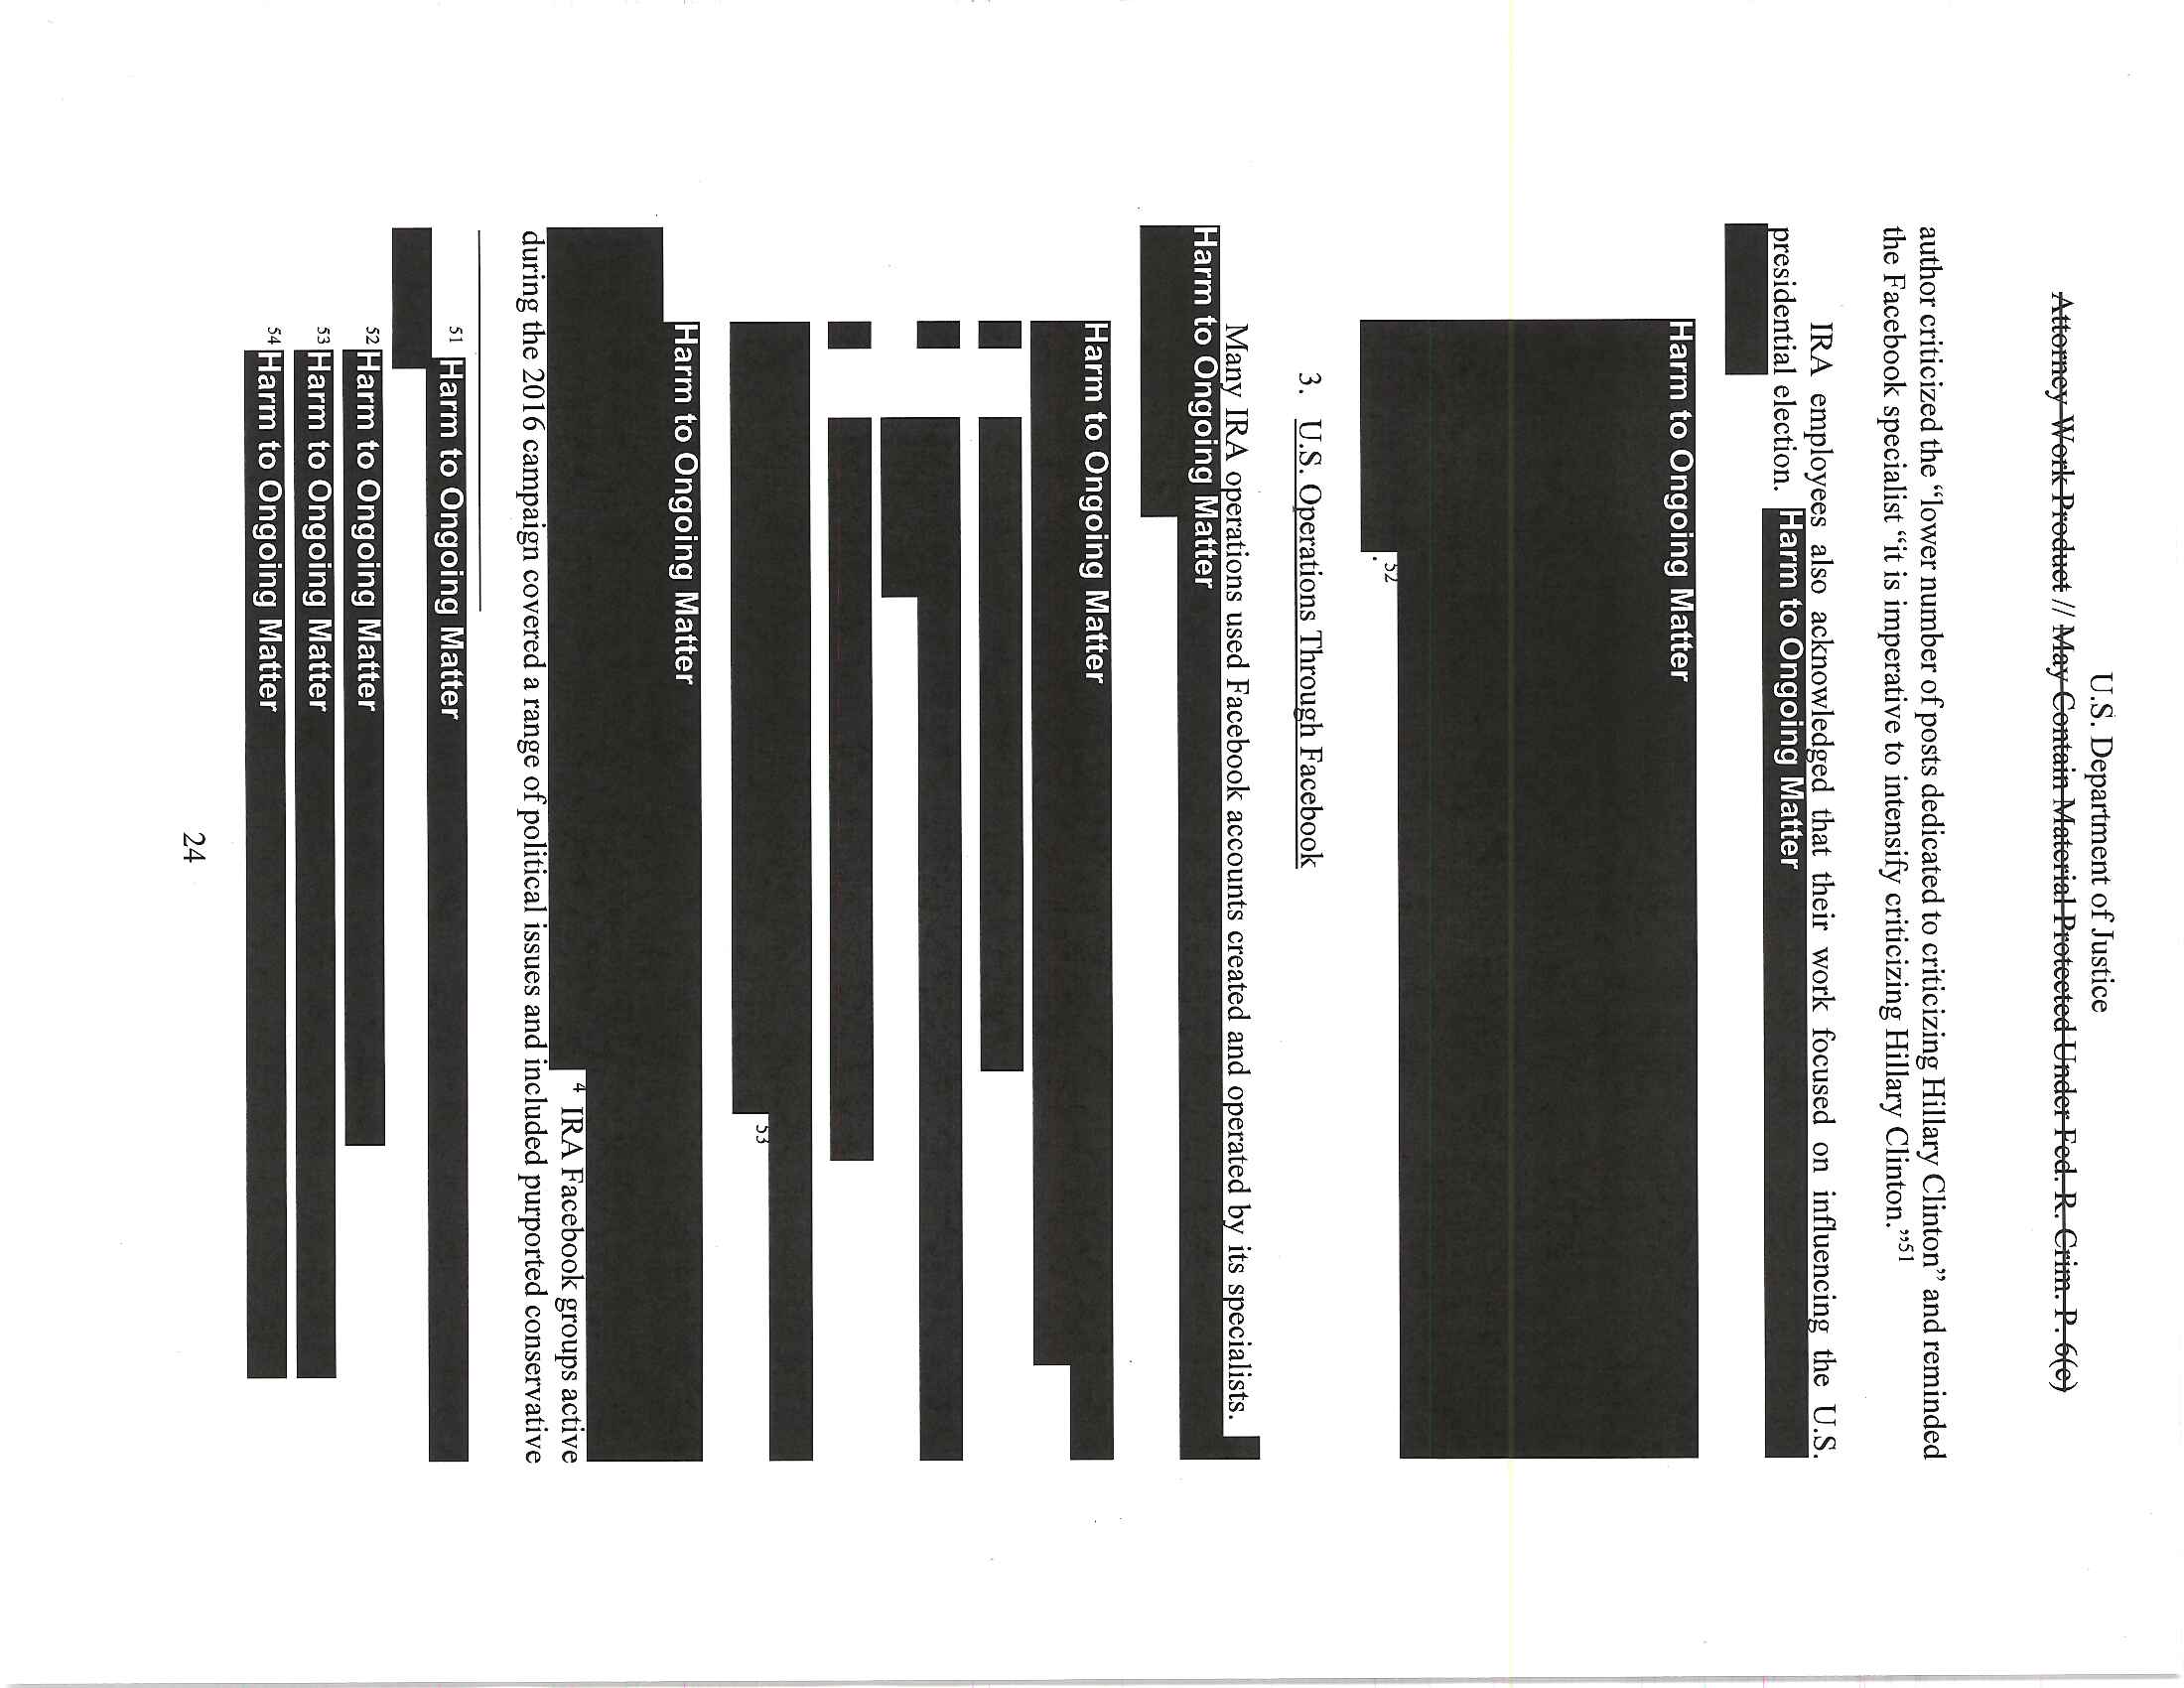 U.S. Department of Justice
Attorney Work Product // May Contain Material Protected Under Fed. R. Crim. P. 6(e)
author criticized the “lower number of posts dedicated to criticizing Hillary Clinton” and reminded
the Facebook specialist “it is imperative to intensify criticizing Hillary Clinton.”51
IRA employees also acknowledged that their work focused on influencing the U.S.
presidential election. Harm to Ongoing Matter
Harm to Ongoing Matter
. 52
3. U.S. Operations Through Facebook
Many IRA operations used Facebook accounts created and operated by its specialists.
Harm to Ongoing Matter
Harm to Ongoing Matter
53
Harm to Ongoing Matter
4 IRA Facebook groups active
during the 2016 campaign covered a range of political issues and included purported conservative
51 Harm to Ongoing Matter
52 Harm to Ongoing Matter
53 Harm to Ongoing Matter
54 Harm to Ongoing Matter
24